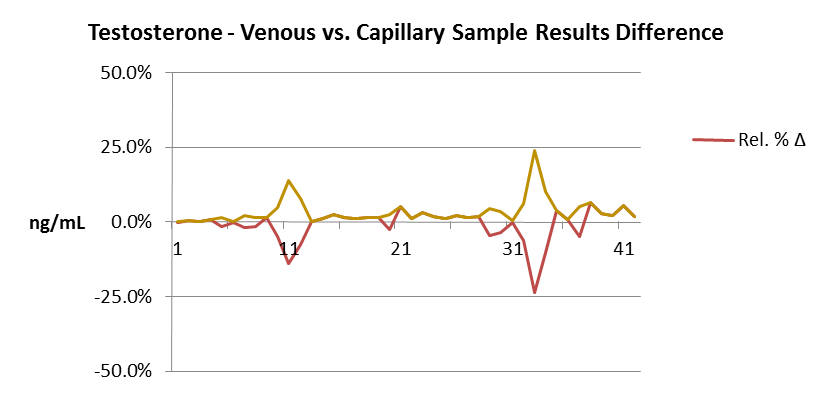 Testosterone - Venous vs. Capillary Sample Results Difference
50.0%
25.0%
Rel. % Δ
ng/mL
0.0%
1 11 21 31 41
-25.0%
-50.0%